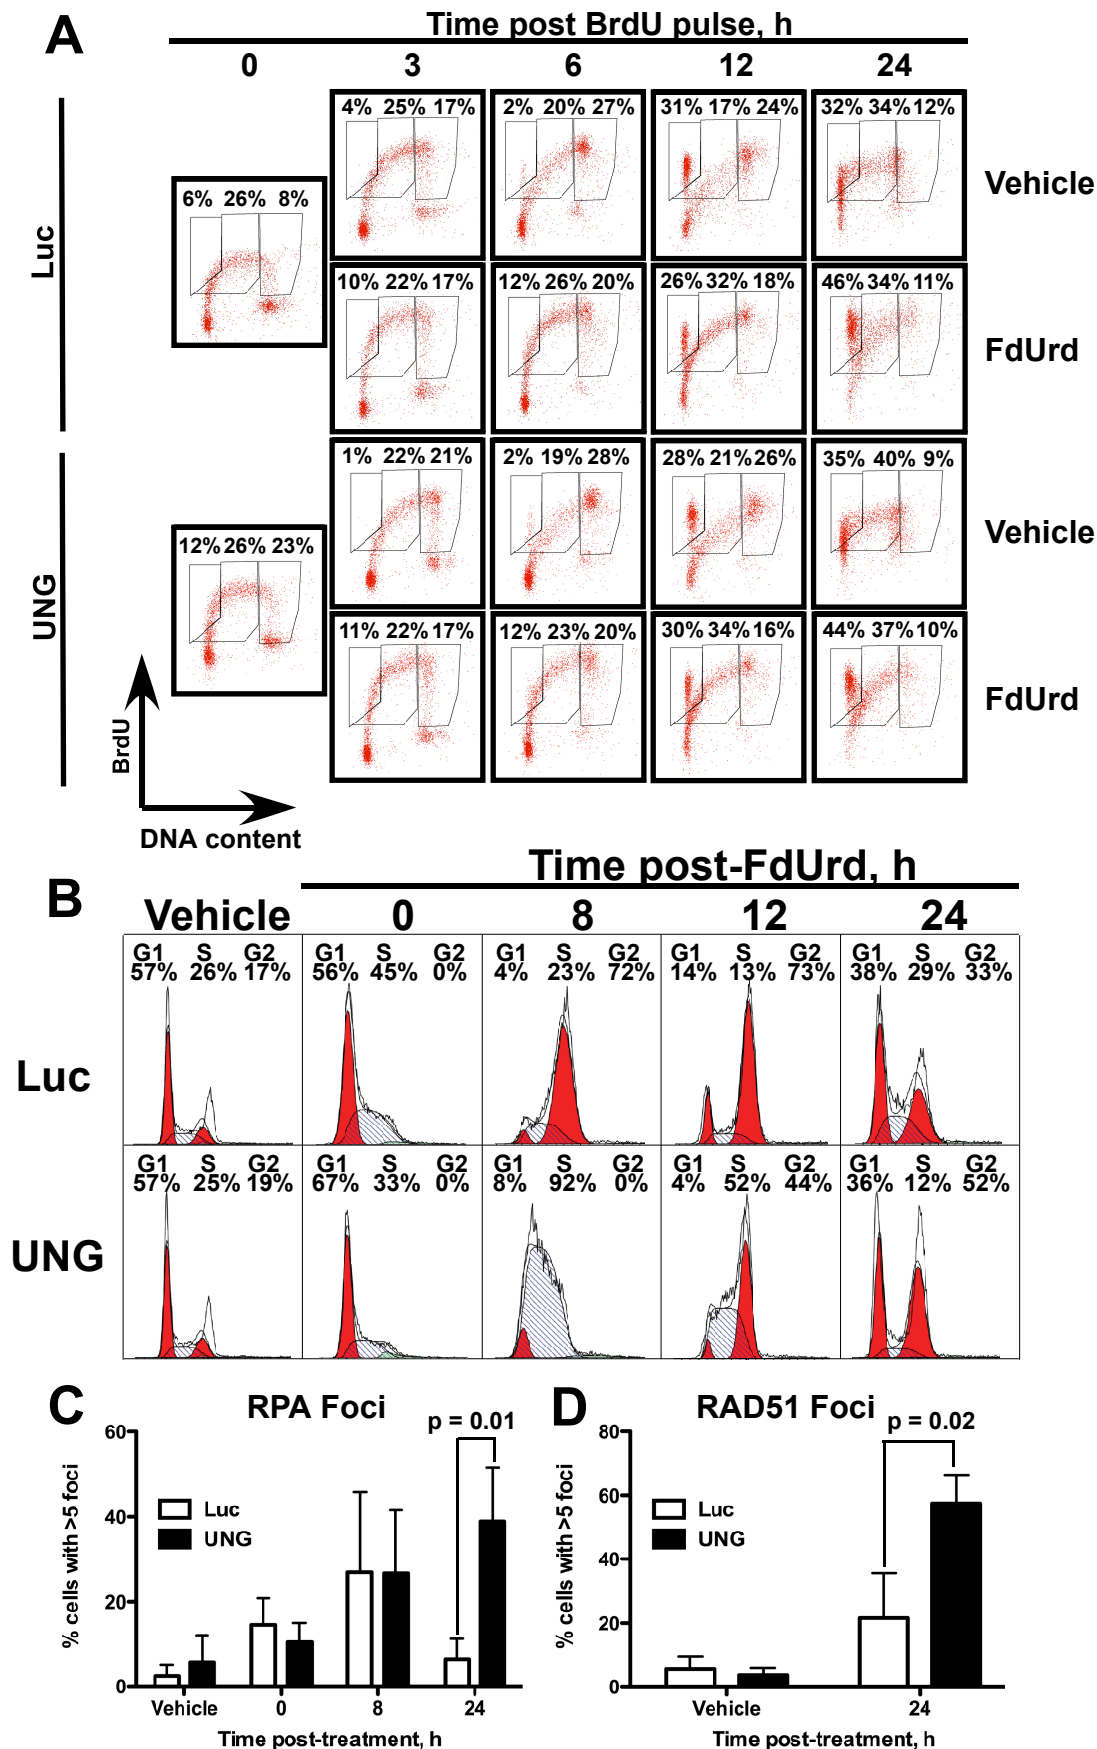 A
Time post BrdU pulse, h
0 3 6 12 24
4% 25% 17% 2% 20% 27% 31% 17% 24% 32% 34% 12%
Vehicle
6% 26% 8%
Luc
10% 22% 17% 12% 26% 20% 26% 32% 18% 46% 34% 11%
FdUrd
1% 22% 21% 2% 19% 28% 28% 21% 26% 35% 40% 9%
Vehicle
12% 26% 23%
UNG
11% 22% 17% 12% 23% 20% 30% 34% 16% 44% 37% 10%
FdUrd
BrdU
DNA content
B
Time post-FdUrd, h
Vehicle 0 8 12 24
G1 S G2 G1 S G2 G1 S G2 G1 S G2 G1 S G2
57% 26% 17% 56% 45% 0% 4% 23% 72% 14% 13% 73% 38% 29% 33%
Luc
G1 S G2 G1 S G2 G1 S G2 G1 S G2 G1 S G2
57% 25% 19% 67% 33% 0% 8% 92% 0% 4% 52% 44% 36% 12% 52%
UNG
C
RPA Foci
p = 0.01
% cells with >5 foci
60
40
20
0
Luc
UNG
Vehicle 0 8 24
Time post-treatment, h
D
RAD51 Foci
p = 0.02
% cells with >5 foci
80
60
40
20
0
Luc
UNG
Vehicle 24
Time post-treatment, h